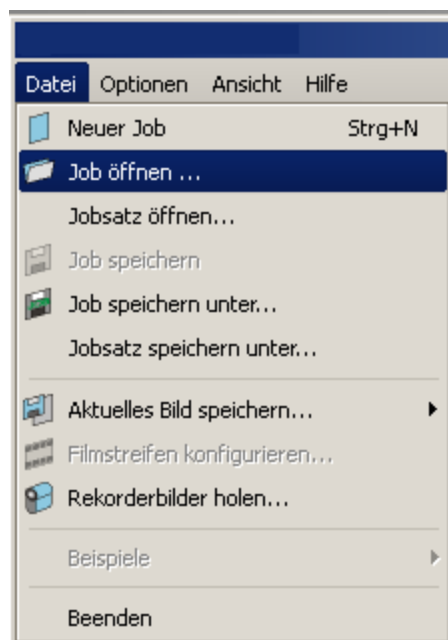 Datei Optionen Ansicht Hilfe
Neuer Job Strg+N
Job öffnen ...
Jobsatz öffnen...
Job speichern
Job speichern unter...
Jobsatz speichern unter...
Aktuelles Bild speichern...
Filmstreifen konfigurieren...
Rekorderbilder holen...
Beispiele
Beenden